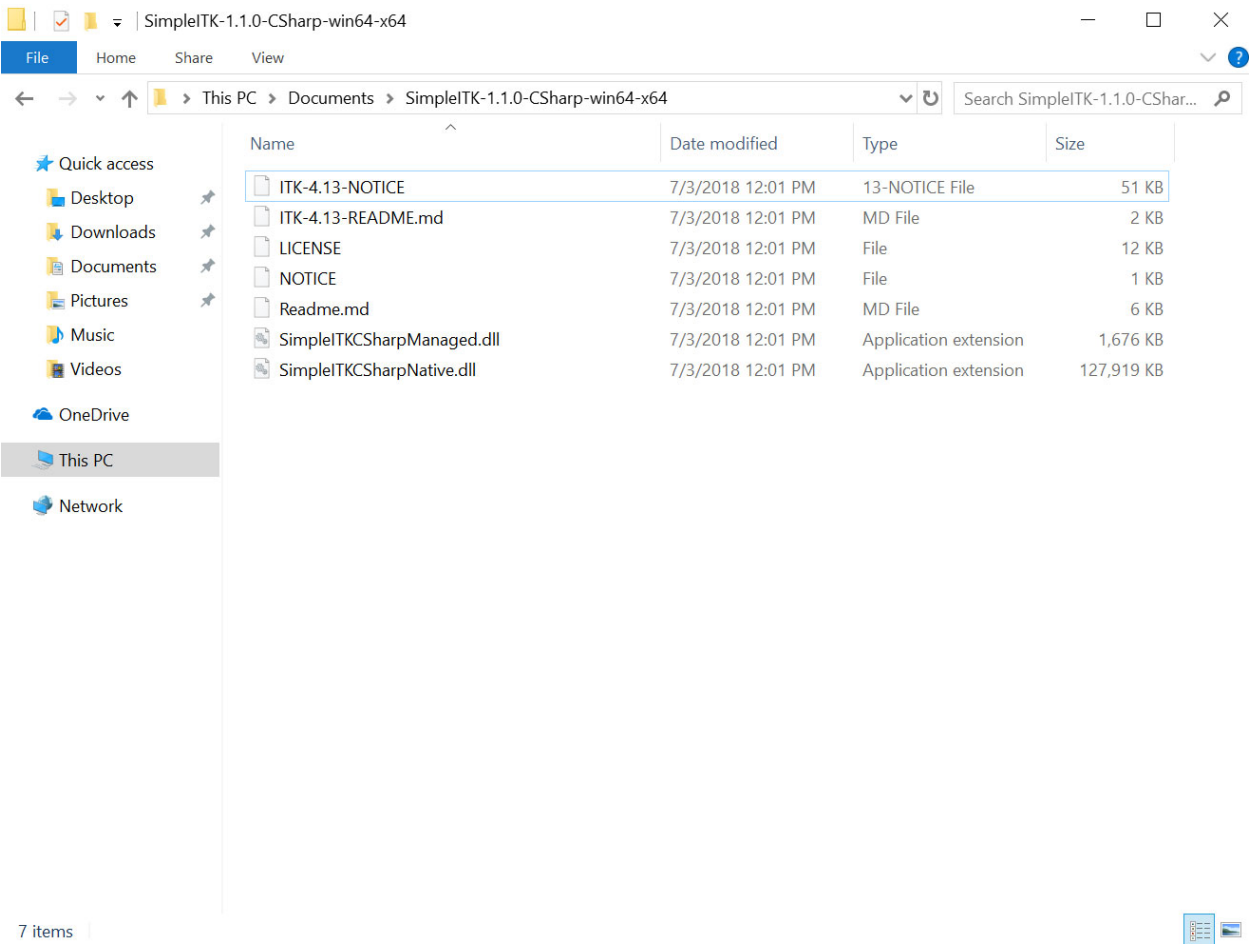 SimpleITK-1.1.0-CSharp-win64-x64
File Home Share View ?
This PC Documents SimpleITK-1.1.0-CSharp-win64-x64 Search SimpleITK-1.1.0-CShar...
Quick access
Desktop
Downloads
Documents
Pictures
Music
Videos
OneDrive
This PC
Network
Name Date modified Type Size
ITK-4.13-NOTICE 7/3/2018 12:01 PM 13-NOTICE File 51 KB
ITK-4.13-README.md 7/3/2018 12:01 PM MD File 2 KB
LICENSE 7/3/2018 12:01 PM File 12 KB
NOTICE 7/3/2018 12:01 PM File 1 KB
Readme.md 7/3/2018 12:01 PM MD File 6 KB
SimpleITKCSharpManaged.dll 7/3/2018 12:01 PM Application extension 1,676 KB
SimpleITKCSharpNative.dll 7/3/2018 12:01 PM Application extension 127,919 KB
7 items